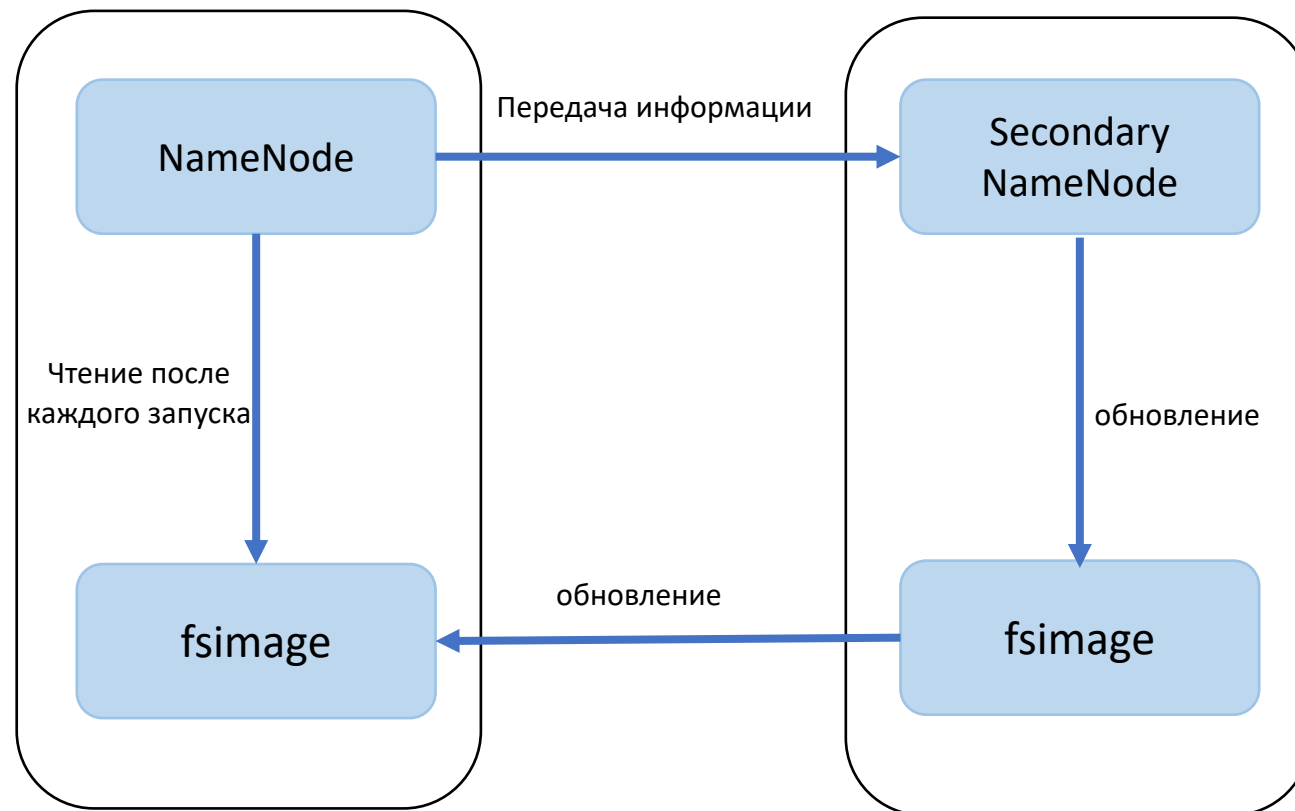 Передача информации
NameNode
Secondary
NameNode
Чтение после
каждого запуска
обновление
обновление
fsimage
fsimage